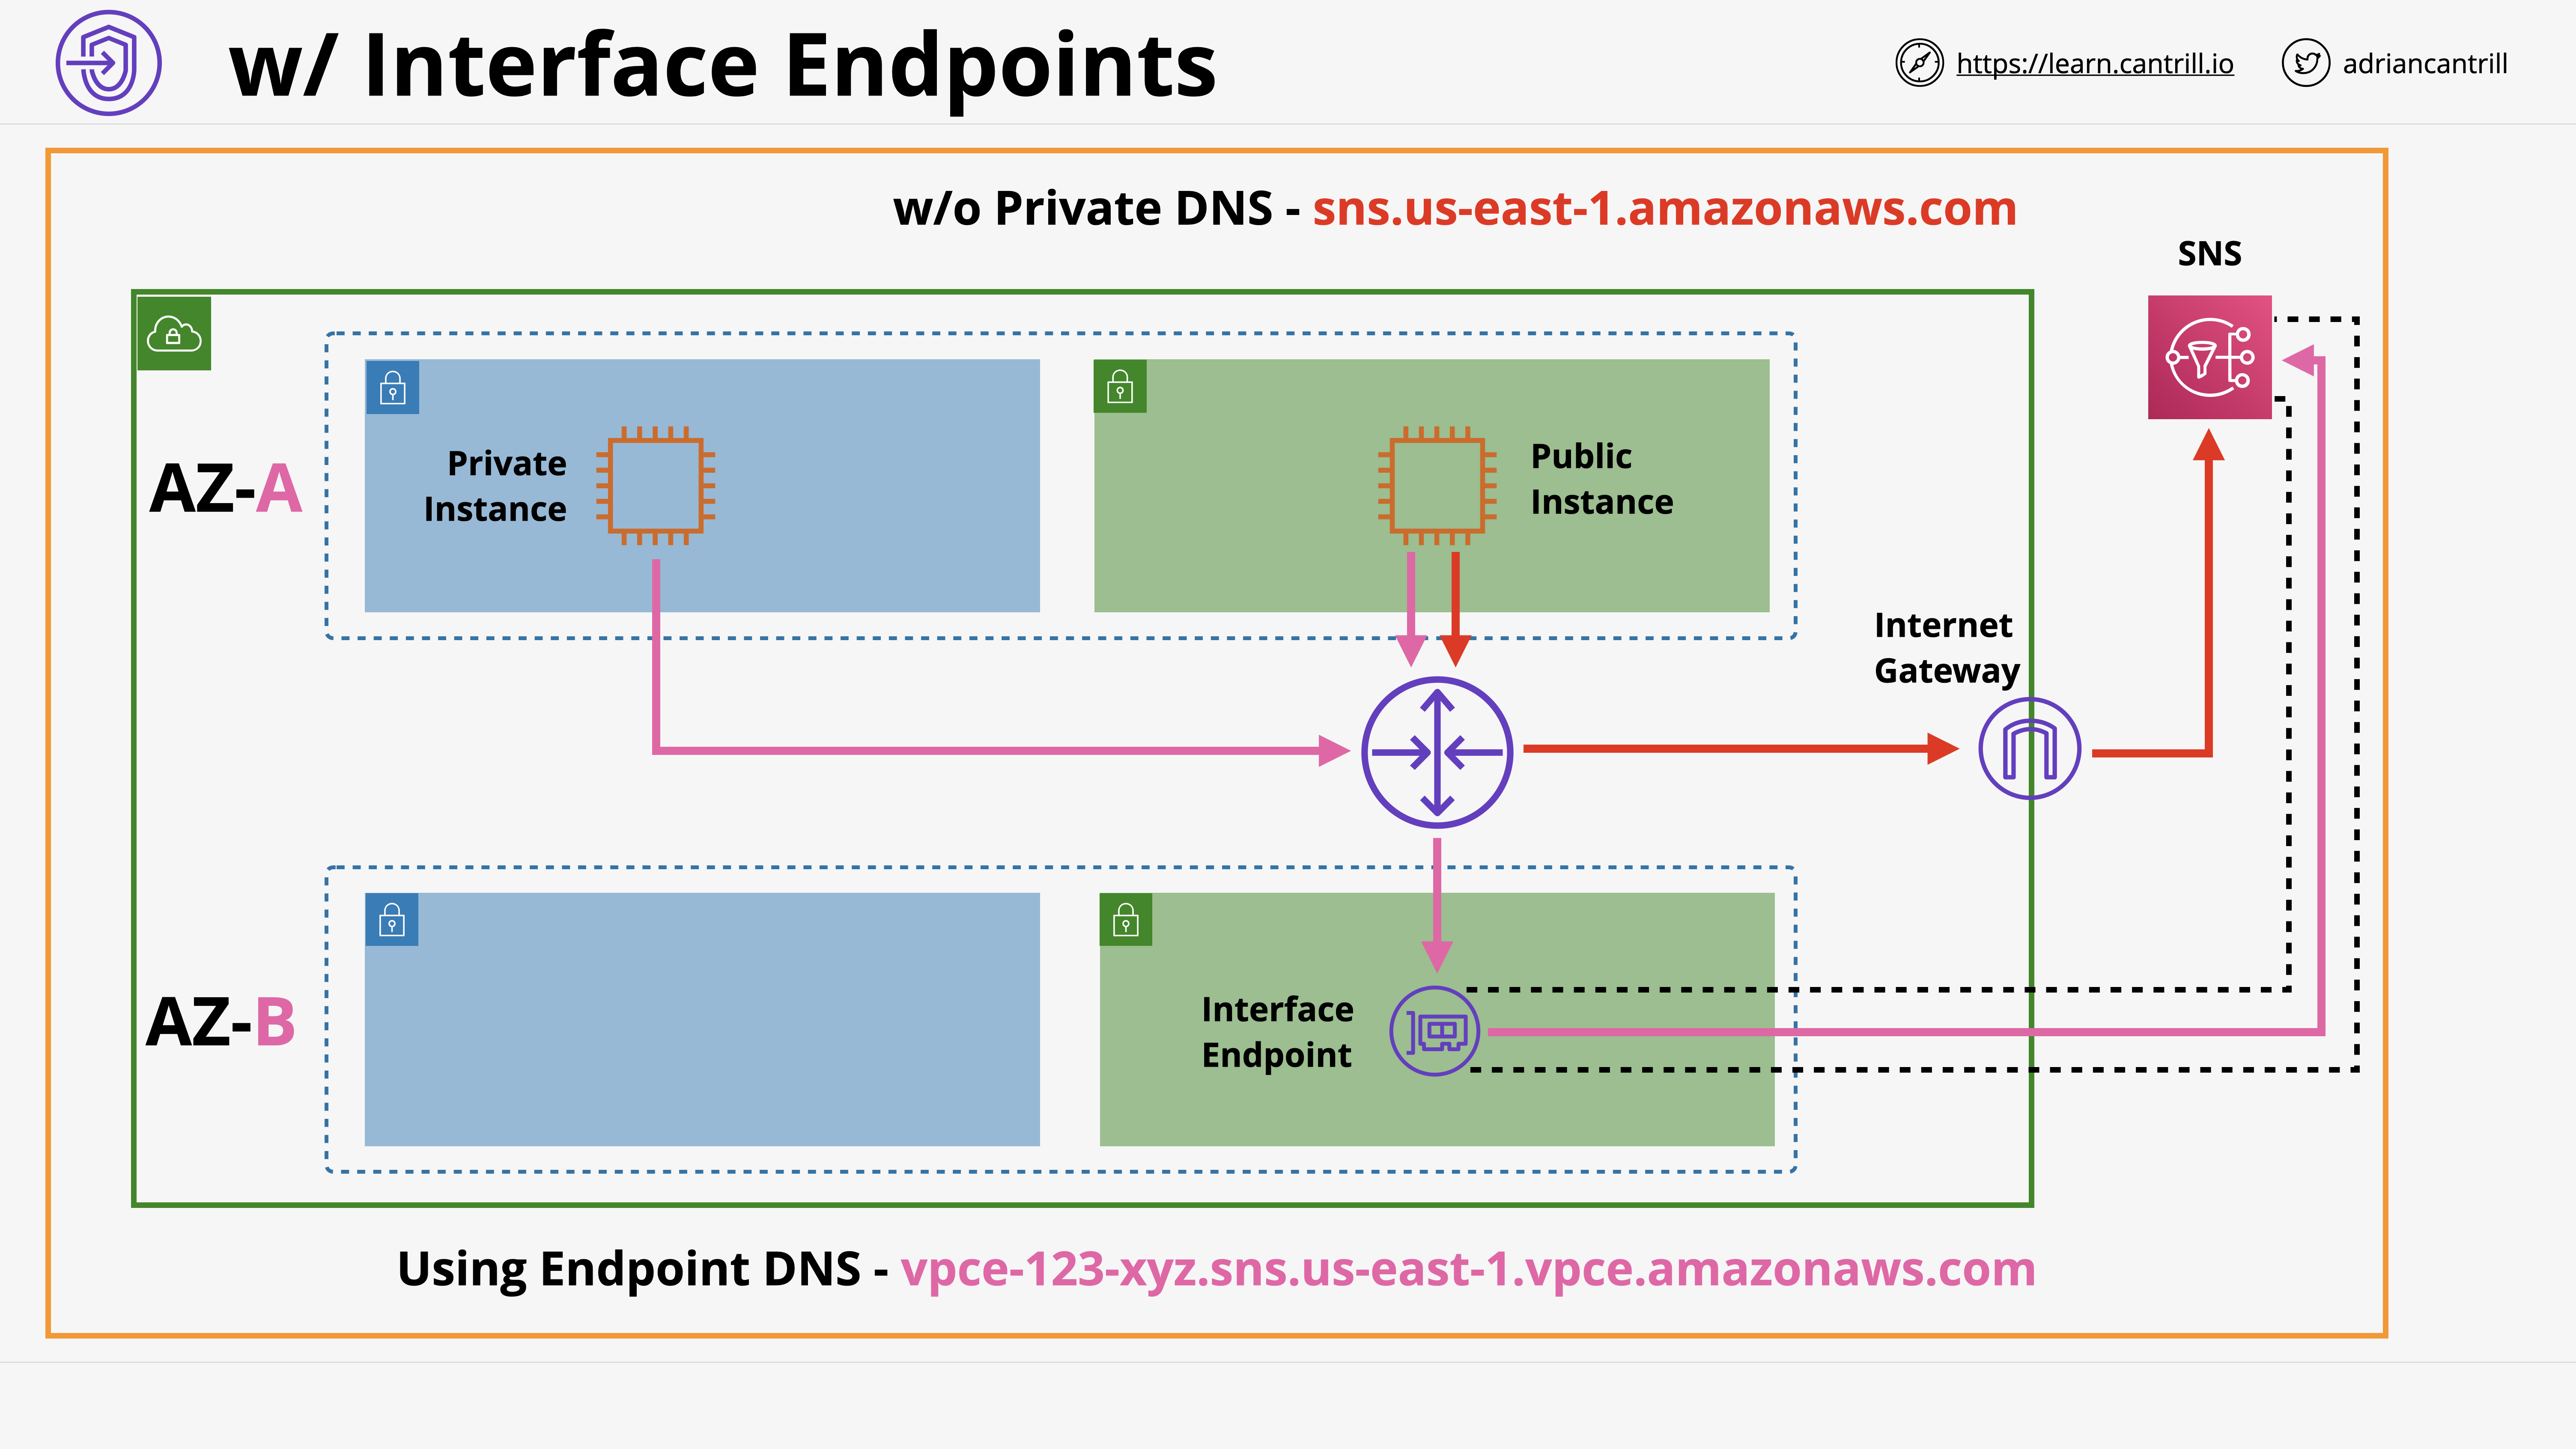 w/ Interface Endpoints
https://learn.cantrill.io
adriancantrill
w/o Private DNS - sns.us-east-1.amazonaws.com
SNS
AZ-A
Private
Instance
Public
Instance
Internet
Gateway
AZ-B
Interface
Endpoint
Using Endpoint DNS - vpce-123-xyz.sns.us-east-1.vpce.amazonaws.com